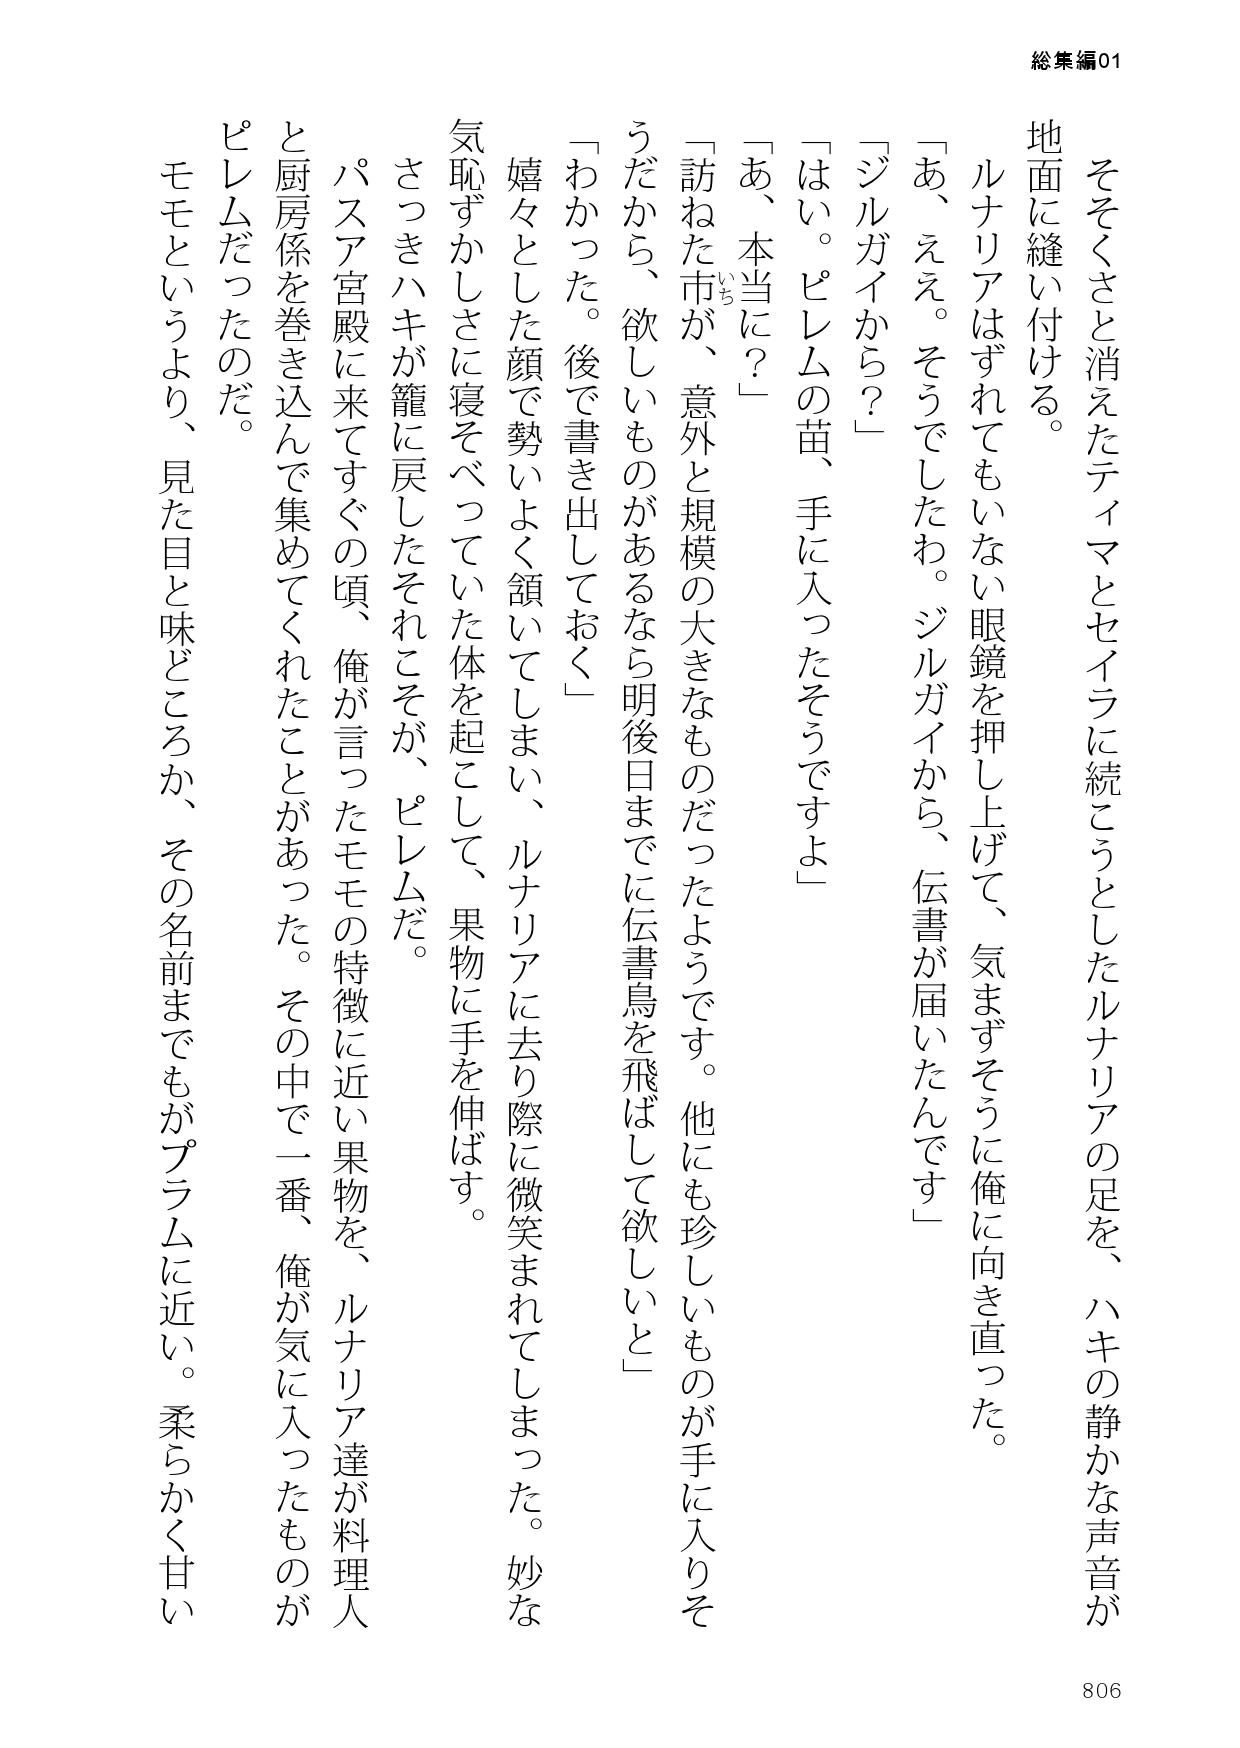 総集編01
　そそくさと消えたティマとセイラに続こうとしたルナリアの足を、ハキの静かな声音が
地面に縫い付ける。
　ルナリアはずれてもいない眼鏡を押し上げて、気まずそうに俺に向き直った。
「あ、ええ。そうでしたわ。ジルガイから、伝書が届いたんです」
「ジルガイから？」
「はい。ピレムの苗、手に入ったそうですよ」
「あ、本当に？」
「訪ねた市いちが、意外と規模の大きなものだったようです。他にも珍しいものが手に入りそ
うだから、欲しいものがあるなら明後日までに伝書鳥を飛ばして欲しいと」
「わかった。後で書き出しておく」
　嬉々とした顔で勢いよく頷いてしまい、ルナリアに去り際に微笑まれてしまった。妙な
気恥ずかしさに寝そべっていた体を起こして、果物に手を伸ばす。
　さっきハキが籠に戻したそれこそが、ピレムだ。
　パスア宮殿に来てすぐの頃、俺が言ったモモの特徴に近い果物を、ルナリア達が料理人
と厨房係を巻き込んで集めてくれたことがあった。その中で一番、俺が気に入ったものが
ピレムだったのだ。
　モモというより、見た目と味どころか、その名前までもがプラムに近い。柔らかく甘い
806